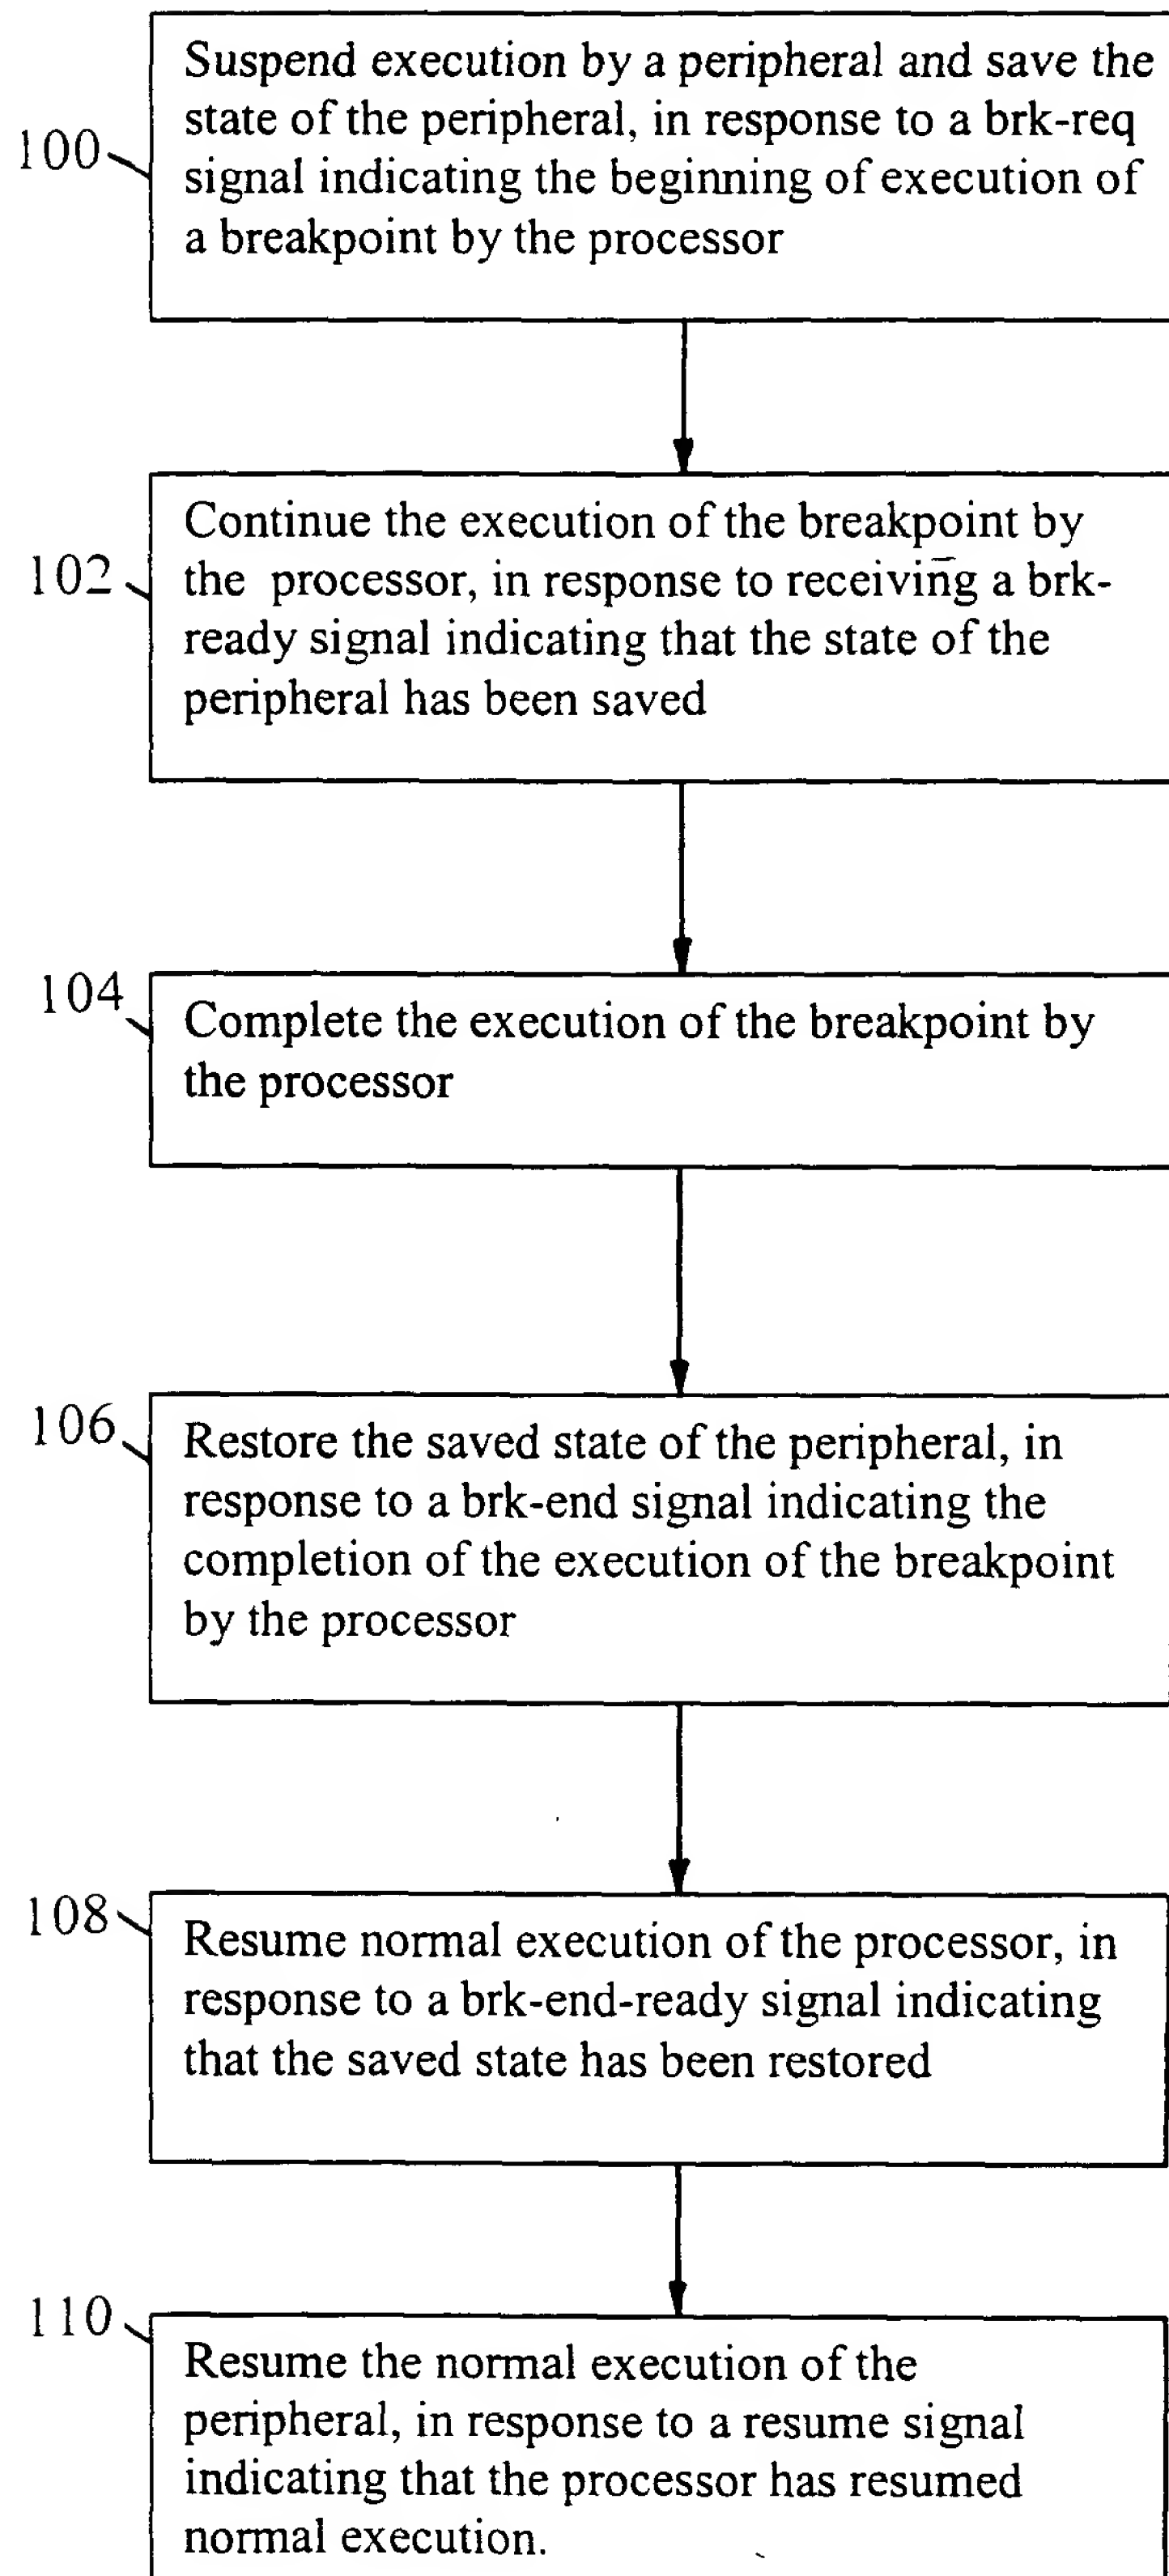 Suspend execution by a peripheral and save the
state of the peripheral, in response to a brk-req
100
signal indicating the beginning of execution of
a breakpoint by the processor
Continue the execution of the breakpoint by
102
the processor, in response to receiving a brk-
ready signal indicating that the state of the
peripheral has been saved
104
Complete the execution of the breakpoint by
the processor
106
Restore the saved state of the peripheral, in
response to a brk-end signal indicating the
completion of the execution of the breakpoint
by the processor
108
Resume normal execution of the processor, in
response to a brk-end-ready signal indicating
that the saved state has been restored
110
Resume the normal execution of the
peripheral, in response to a resume signal
indicating that the processor has resumed
normal execution.